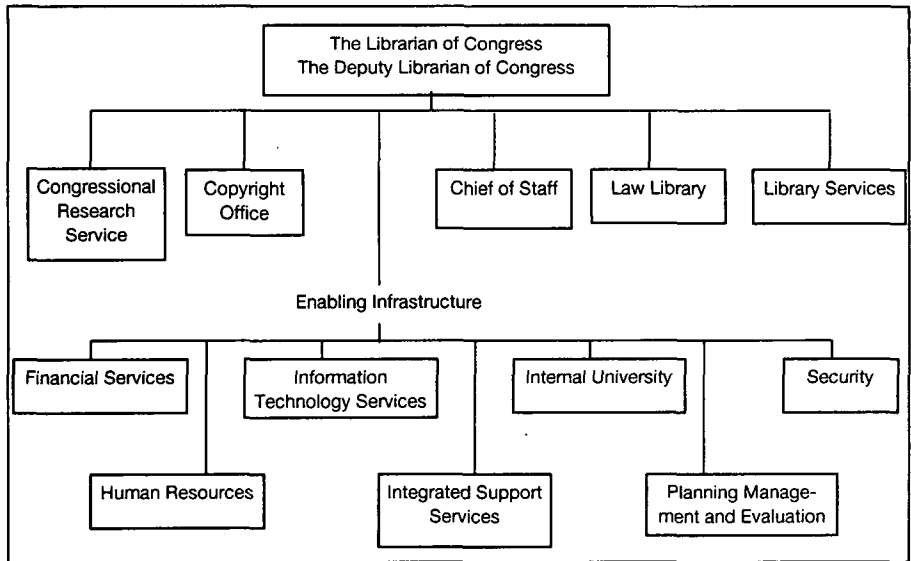 The Librarian of Congress
The Deputy Librarian of Congress
Congressional
Research
Service
Copyright
Office
Chief of Staff
Law Library
Library Services
Enabling Infrastructure
Financial Services
Information
Technology Services
Internal University
Security
Human Resources
Integrated Support
Services
Planning Manage-
ment and Evaluation